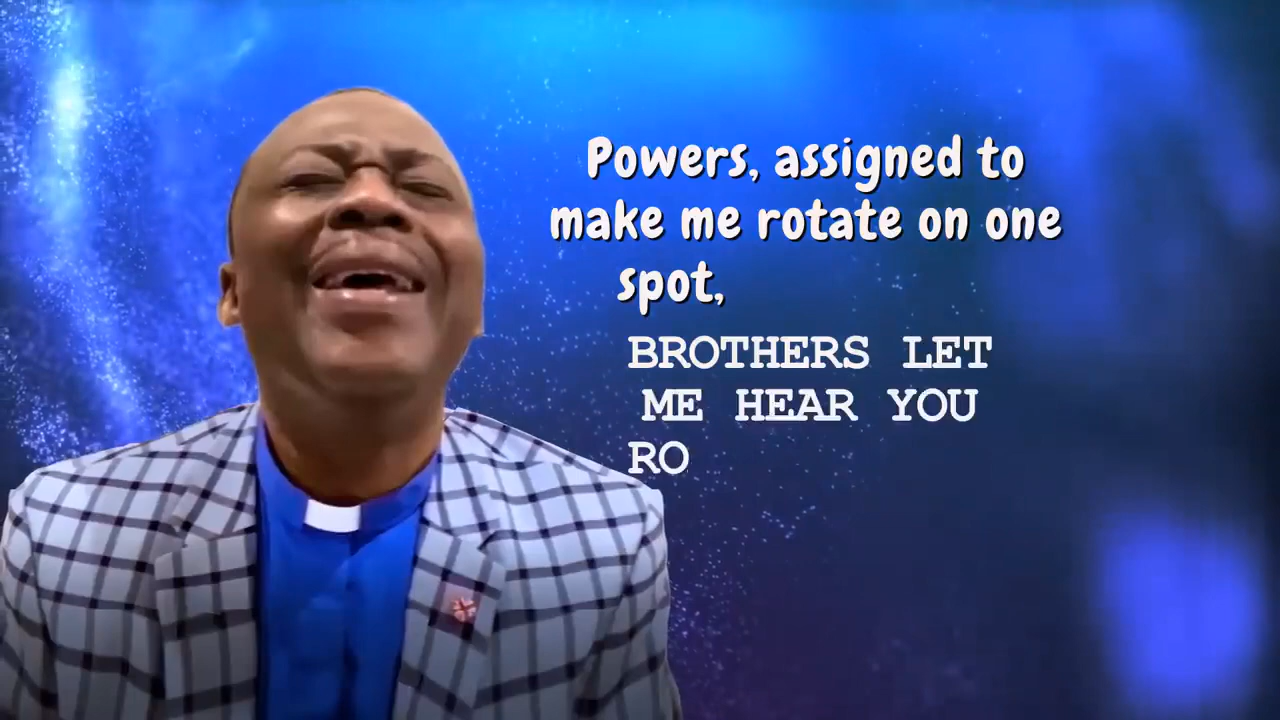 Powers, assigned to
make me rotate on one
spot,
BROTHERS LET
ME HEAR YOU
RO